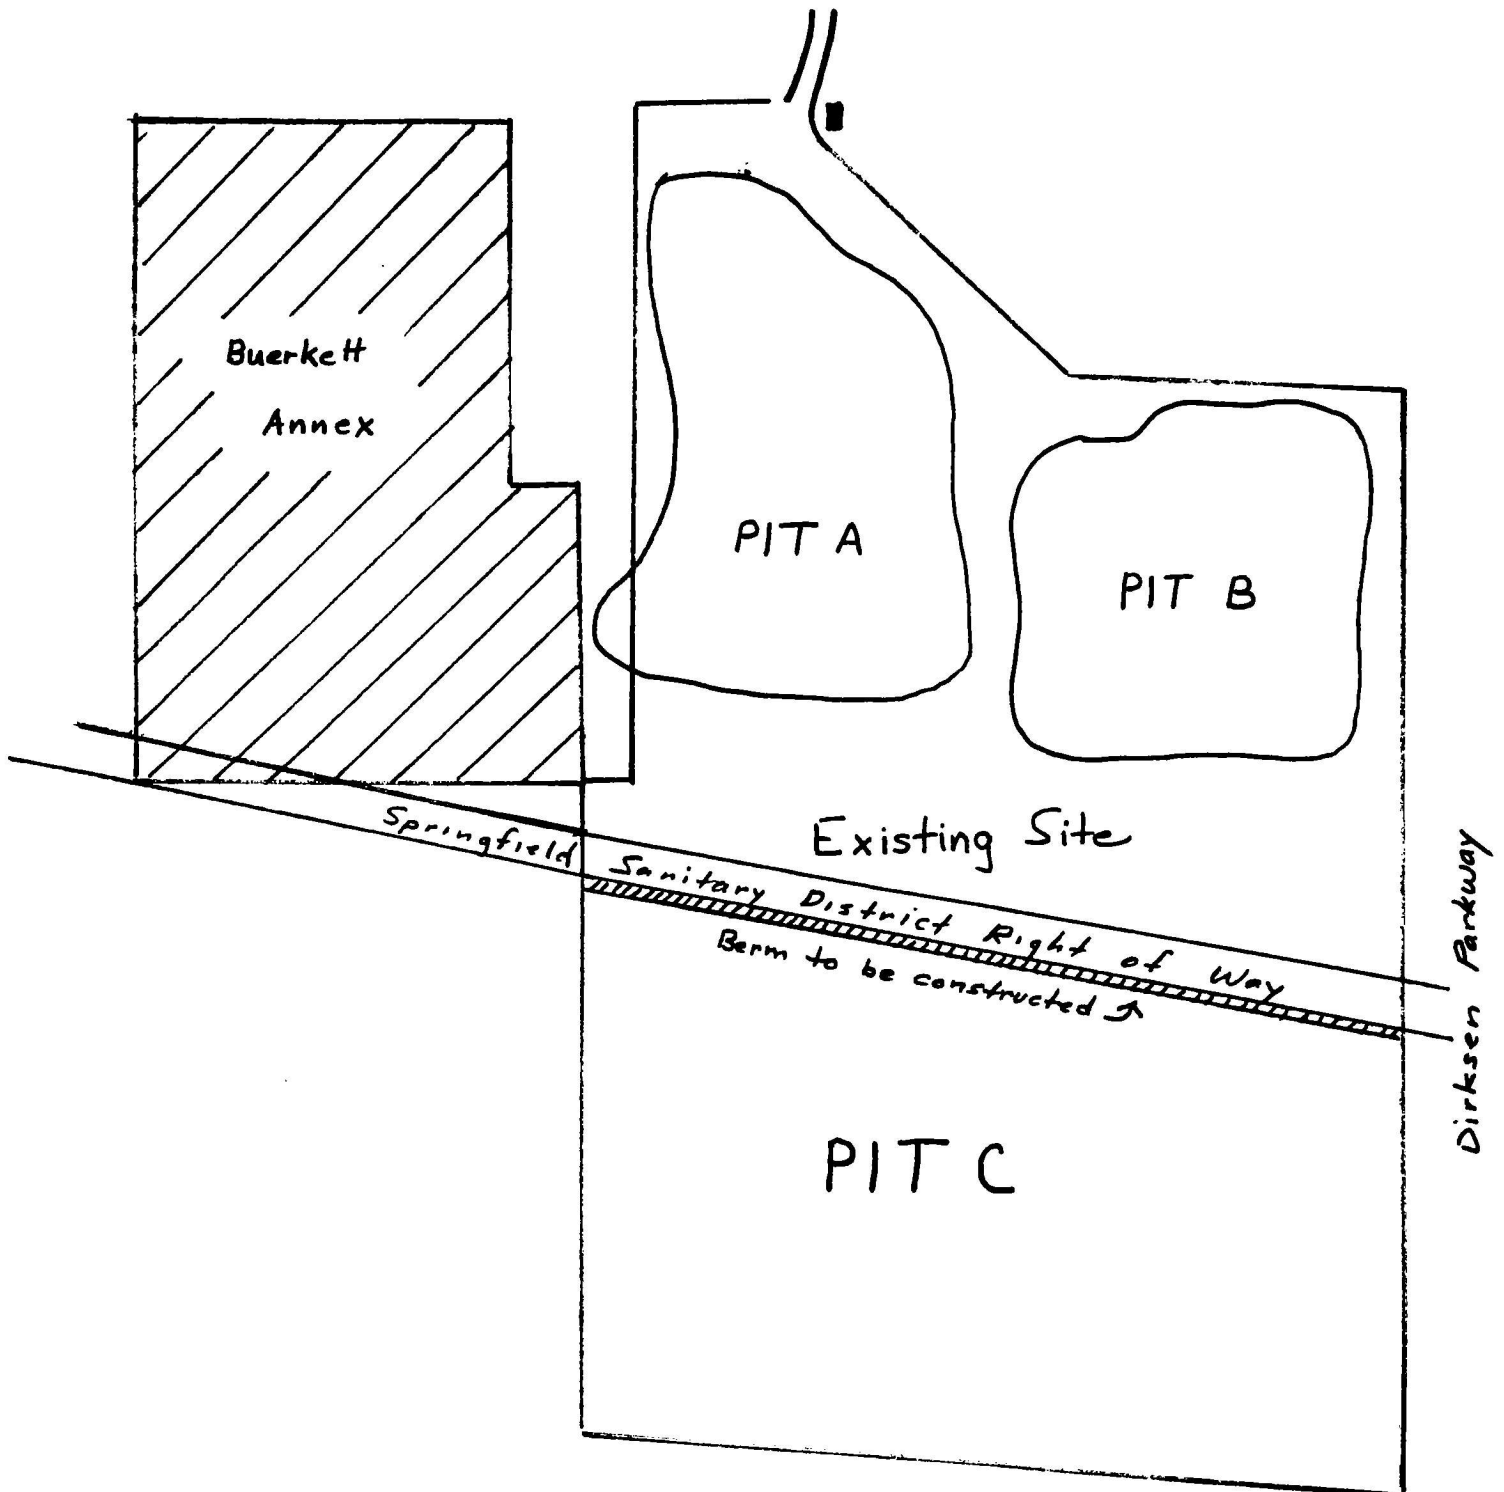 Buerkett
Annex
PIT A
PIT B
Existing Site
Springfield Sanitary District Right of Way
Berm to be constructed
PIT C
Dirksen Parkway